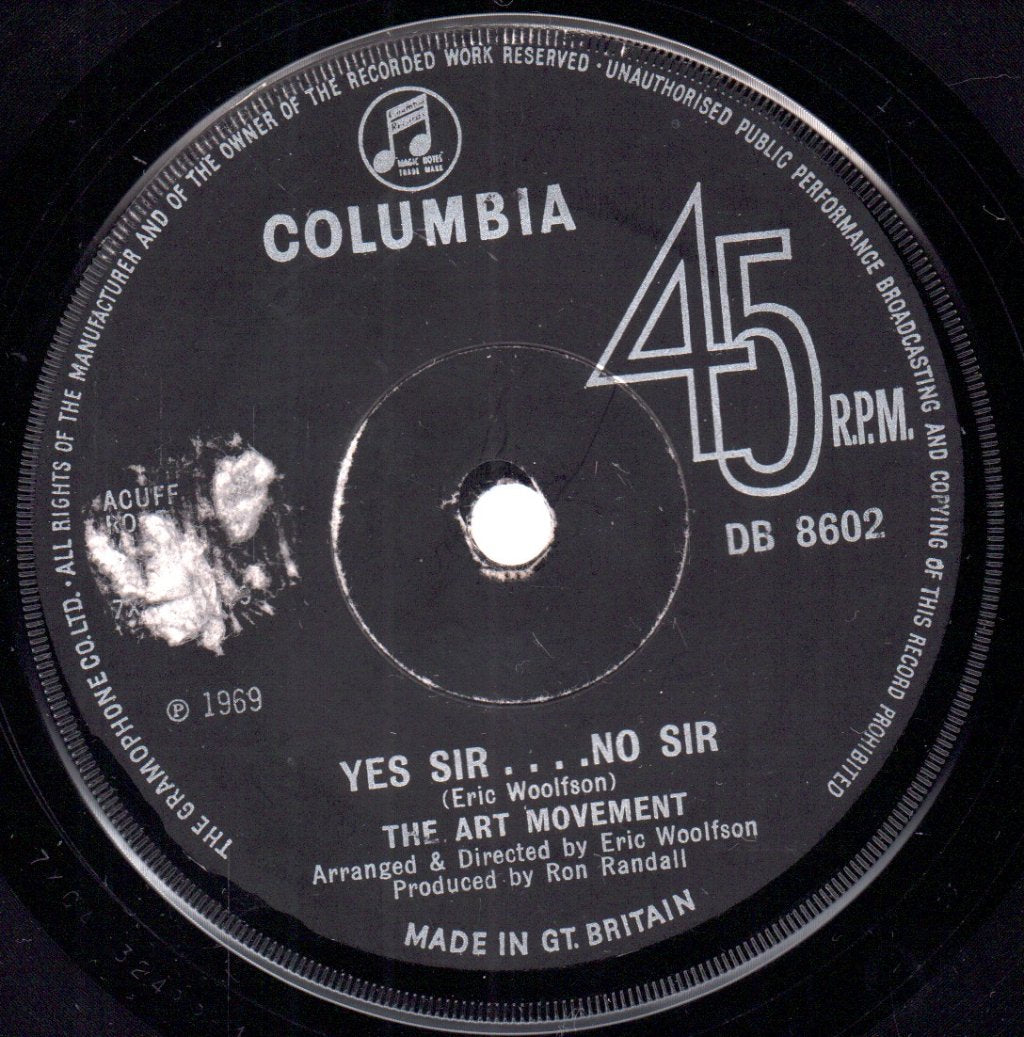 THE GRAMOPHONE CO. LTD. · ALL RIGHTS OF THE MANUFACTURER AND OF THE OWNER OF THE RECORDED WORK RESERVED · UNAUTHORISED PUBLIC PERFORMANCE BROADCASTING AND COPYING OF THIS RECORD PROHIBITED
Columbia
Records
MAGIC NOTES
TRADE MARK
COLUMBIA
45 R.P.M.
DB 8602
ACUFF
℗ 1969
YES SIR . . . .NO SIR
(Eric Woolfson)
THE ART MOVEMENT
Arranged & Directed by Eric Woolfson
Produced by Ron Randall
MADE IN GT. BRITAIN